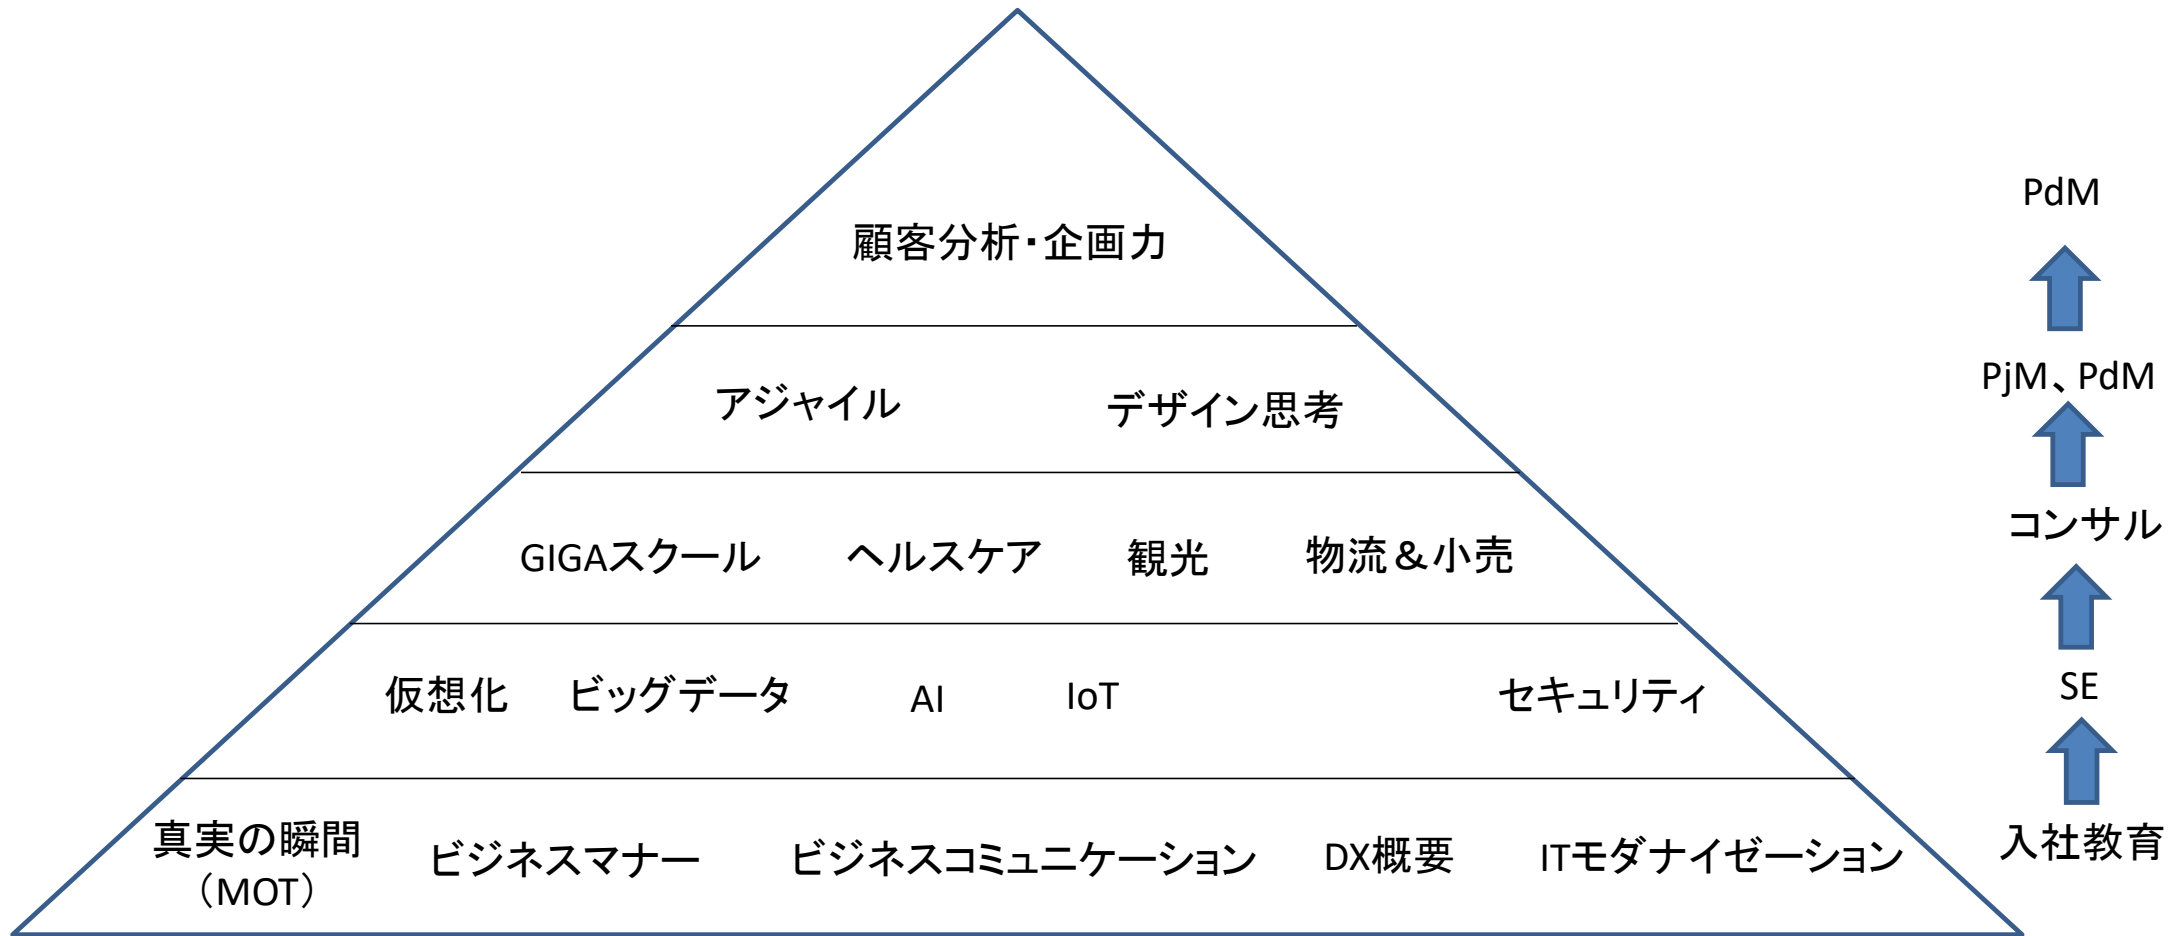 PdM
顧客分析・企画力
PjM、PdM
アジャイル
デザイン思考
コンサル
GIGAスクール
ヘルスケア
観光
物流＆小売
SE
仮想化
ビッグデータ
AI
IoT
セキュリティ
真実の瞬間
（MOT）
ビジネスマナー
ビジネスコミュニケーション
DX概要
ITモダナイゼーション
入社教育